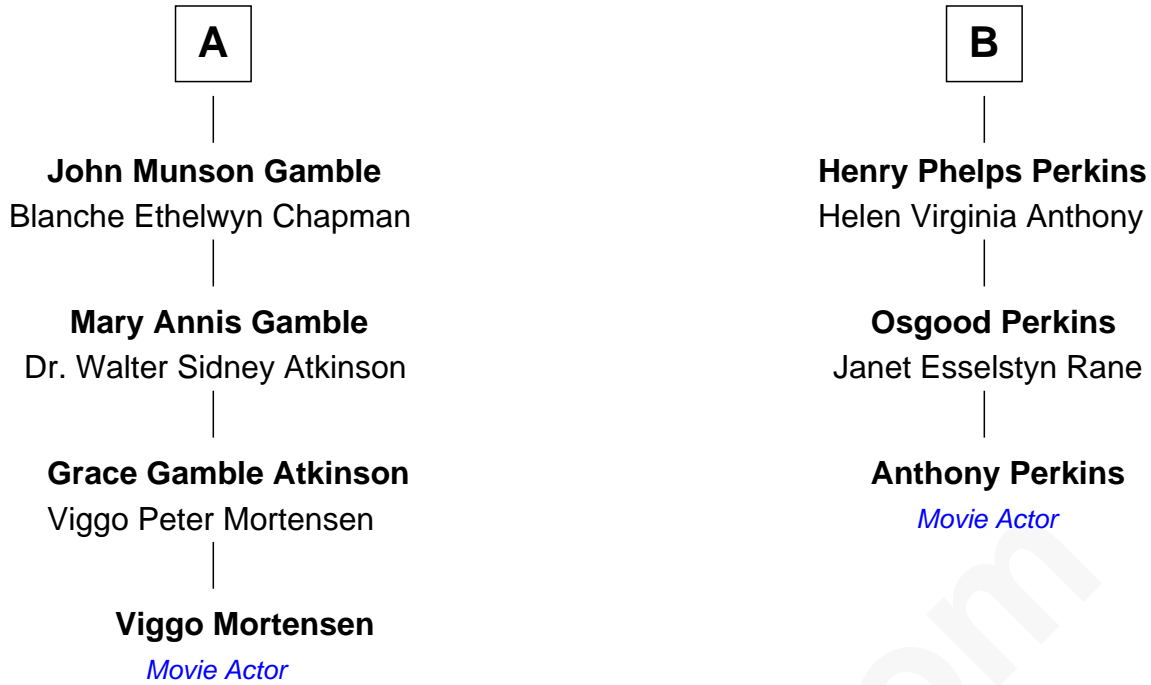 A
John Munson Gamble
Blanche Ethelwyn Chapman
Mary Annis Gamble
Dr. Walter Sidney Atkinson
Grace Gamble Atkinson
Viggo Peter Mortensen
Viggo Mortensen
Movie Actor
B
Henry Phelps Perkins
Helen Virginia Anthony
Osgood Perkins
Janet Esselstyn Rane
Anthony Perkins
Movie Actor
om